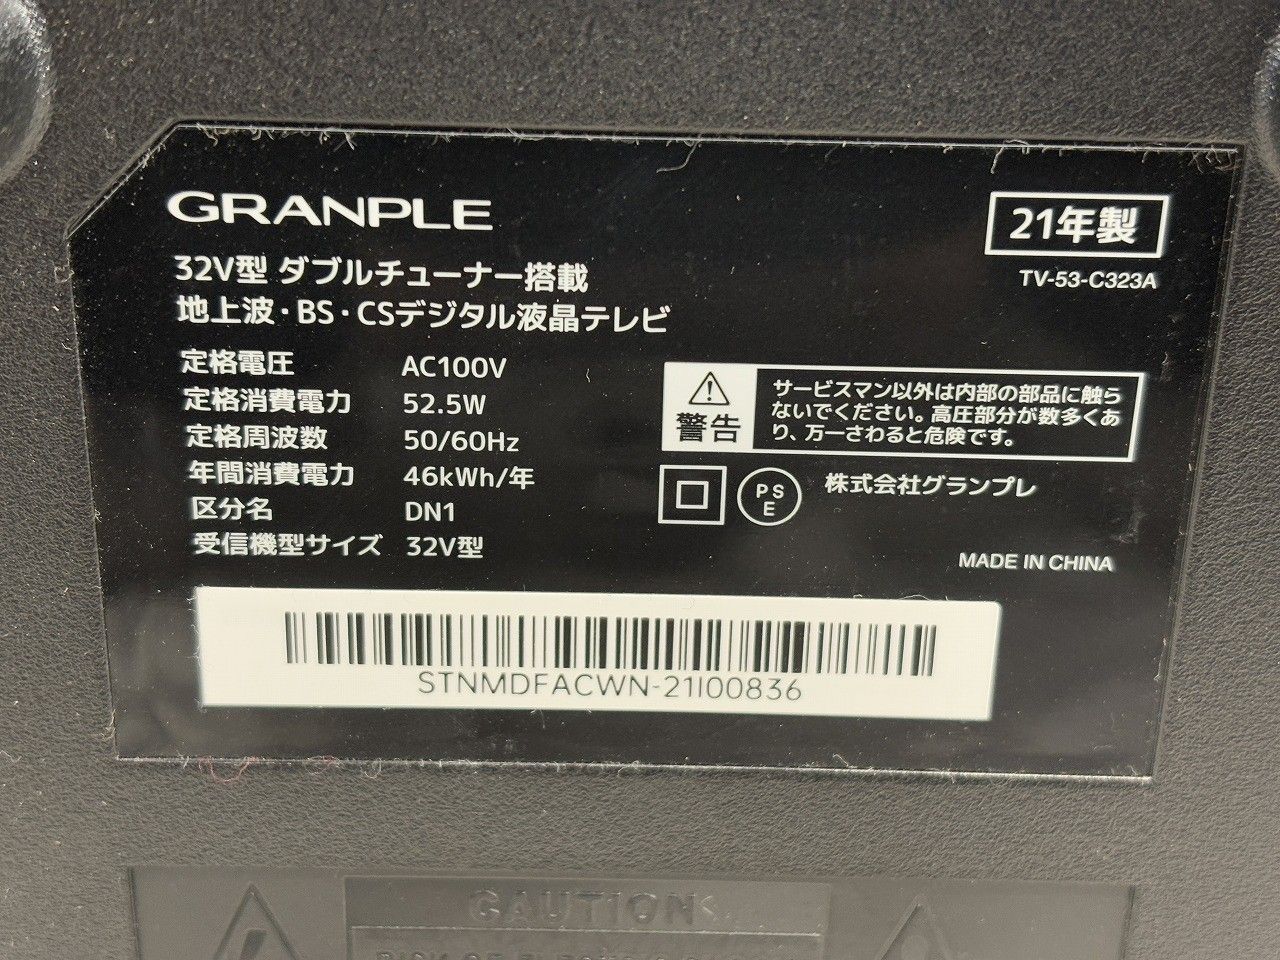 GRANPLE
21年製
TV-53-C323A
32V型 ダブルチューナー搭載
地上波・BS・CSデジタル液晶テレビ
定格電圧 AC100V
定格消費電力 52.5W
定格周波数 50/60Hz
年間消費電力 46kWh/年
区分名 DN1
受信機型サイズ 32V型
警告
サービスマン以外は内部の部品に触ら
ないでください。高圧部分が数多くあ
り、万一さわると危険です。
PS
E
株式会社グランプレ
MADE IN CHINA
STNMDFACWN-21I00836
CAUTION
RISK OF